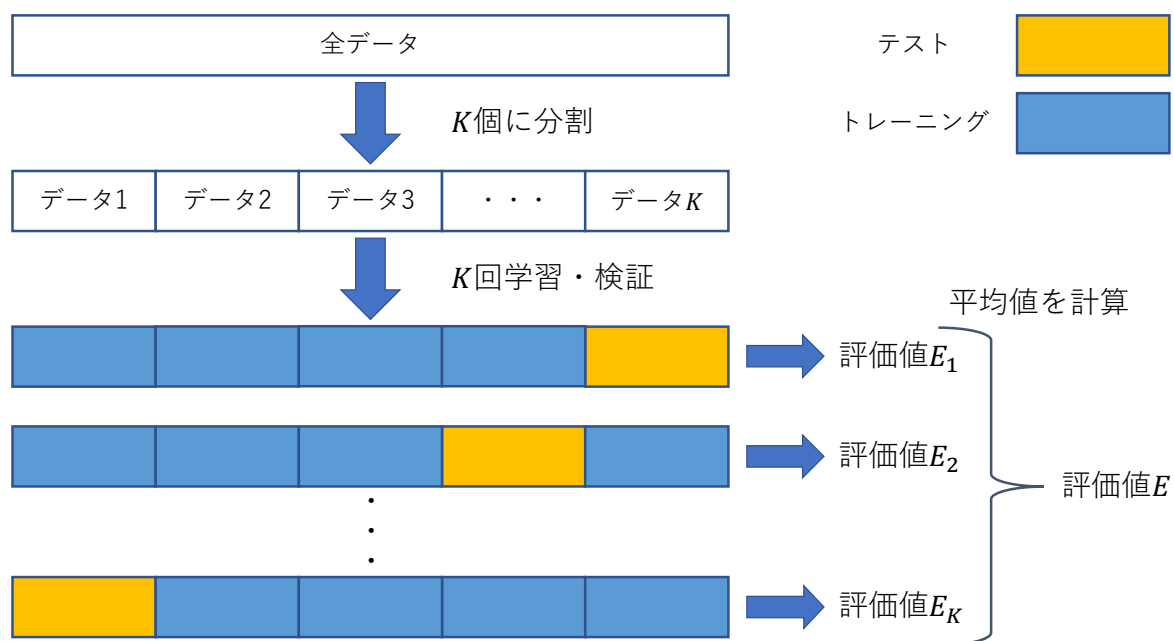 全データ
テスト
K個に分割
トレーニング
データ1 データ2 データ3 ・・・ データK
K回学習・検証
平均値を計算
評価値E₁
評価値E₂
評価値E
・
・
・
評価値E_K